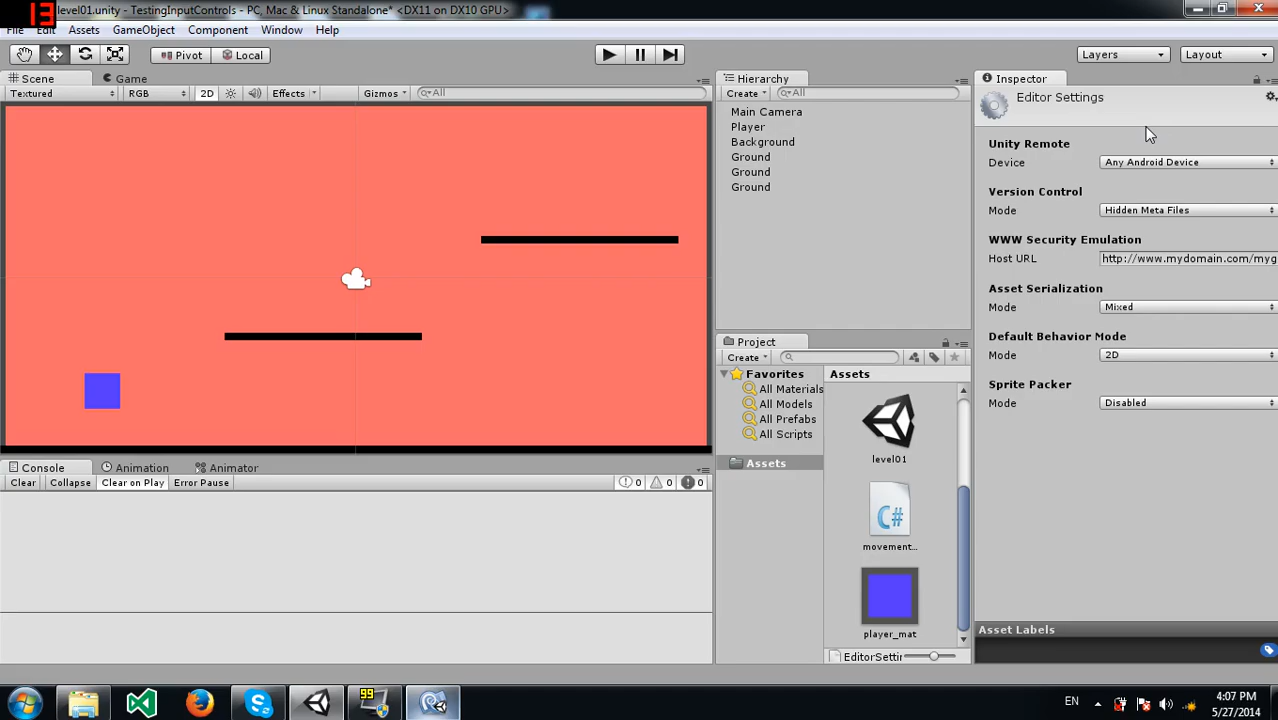 13
level01.unity - TestingInputControls - PC, Mac & Linux Standalone* <DX11 on DX10 GPU>
File Edit Assets GameObject Component Window Help
Pivot Local Layers Layout
Scene Game
Textured RGB 2D Effects Gizmos All
Hierarchy
Create All
Main Camera
Player
Background
Ground
Ground
Ground
Inspector
Editor Settings
Unity Remote
Device Any Android Device
Version Control
Mode Hidden Meta Files
WWW Security Emulation
Host URL http://www.mydomain.com/myg
Asset Serialization
Mode Mixed
Default Behavior Mode
Mode 2D
Sprite Packer
Mode Disabled
Asset Labels
Project
Create
Favorites
All Materials
All Models
All Prefabs
All Scripts
Assets
Assets
level01
C#
movement...
player_mat
EditorSettin
Console Animation Animator
Clear Collapse Clear on Play Error Pause 0 0 0
99
EN
4:07 PM
5/27/2014